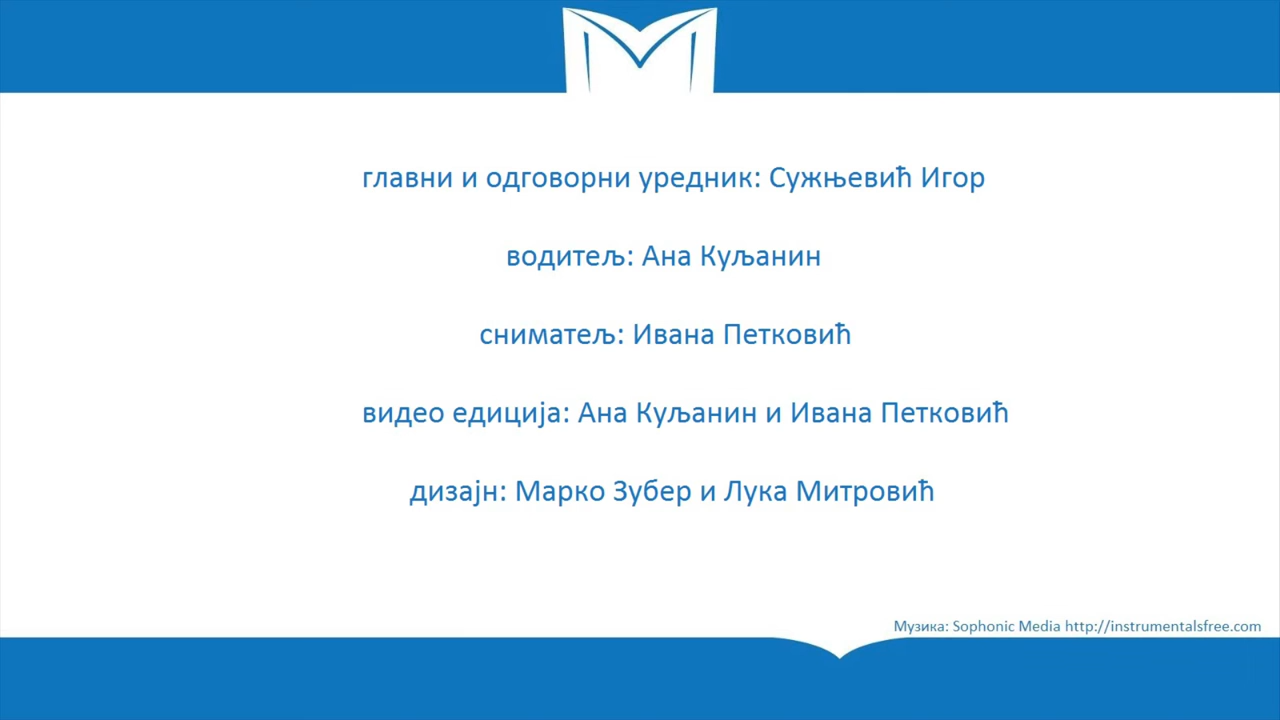 главни и одговорни уредник: Сужњевић Игор
водитељ: Ана Куљанин
сниматељ: Ивана Петковић
видео едиција: Ана Куљанин и Ивана Петковић
дизајн: Марко Зубер и Лука Митровић
Музика: Sophonic Media http://instrumentalsfree.com